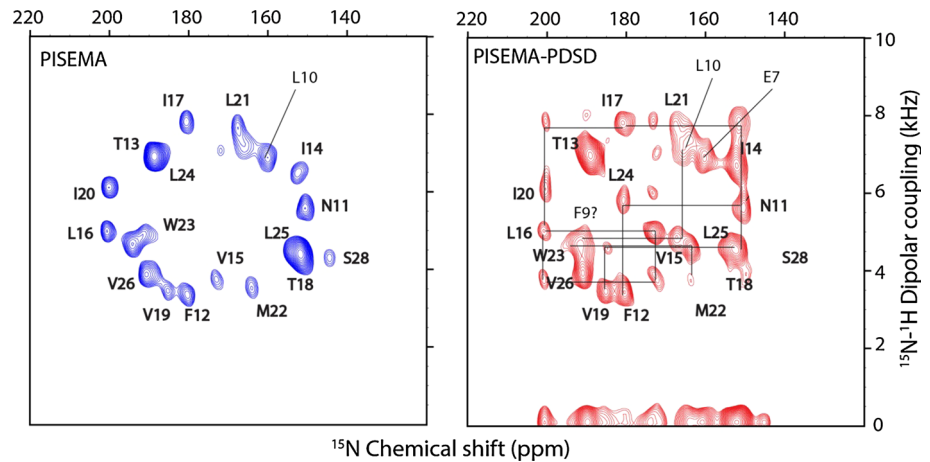 220 200 180 160 140 220 200 180 160 140
PISEMA PISEMA-PDSD 10
L10 L10 E7
I17 L21 I17 L21 8
T13 I14 T13 I14
L24 L24
I20 N11 I20 N11 6
F9?
L16 W23 L25 L16 L25
V15 S28 W23 V15 S28
V26 T18 V26 T18 4
V19 F12 M22 V19 F12 M22
2
0
¹⁵N-¹H Dipolar coupling (kHz)
¹⁵N Chemical shift (ppm)